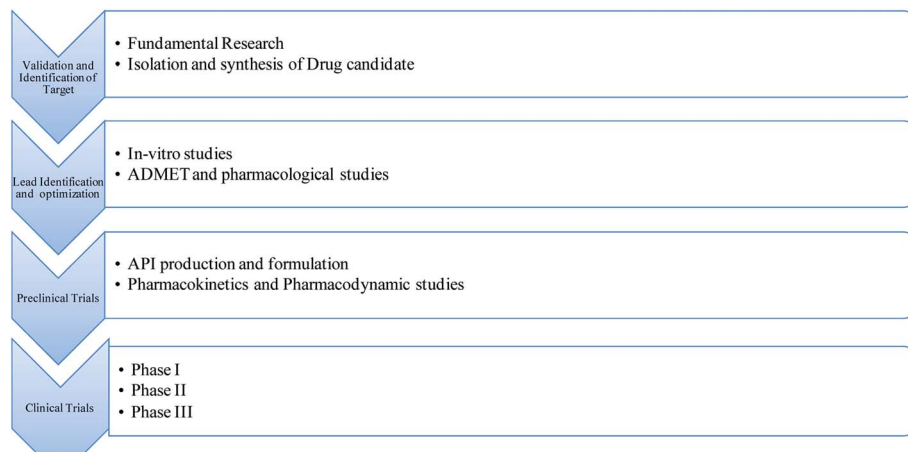 Validation and
Identification of
Target
• Fundamental Research
• Isolation and synthesis of Drug candidate
Lead Identification
and optimization
• In-vitro studies
• ADMET and pharmacological studies
Preclinical Trials
• API production and formulation
• Pharmacokinetics and Pharmacodynamic studies
Clinical Trials
• Phase I
• Phase II
• Phase III